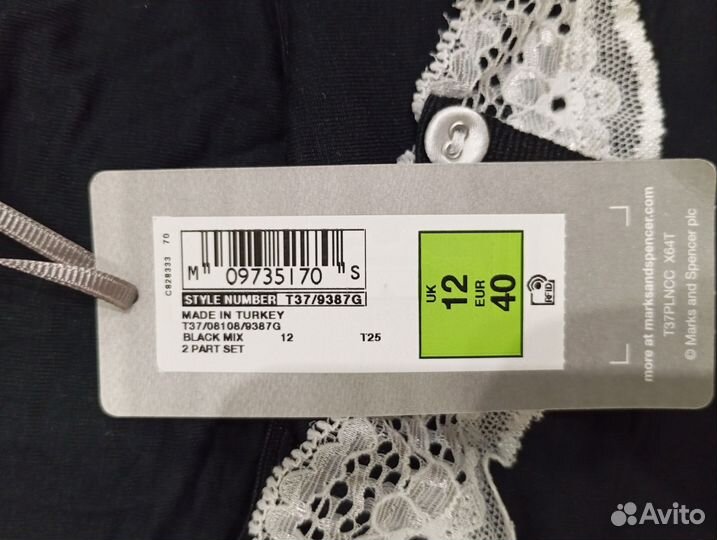 C828333 70
M 09735170 S
STYLE NUMBER T37/9387G
MADE IN TURKEY
T37/08108/9387G
BLACK MIX 12 T25
2 PART SET
UK
12
EUR
40
RFID
more at marksandspencer.com
T37PLNCC X64T
© Marks and Spencer plc
Avito